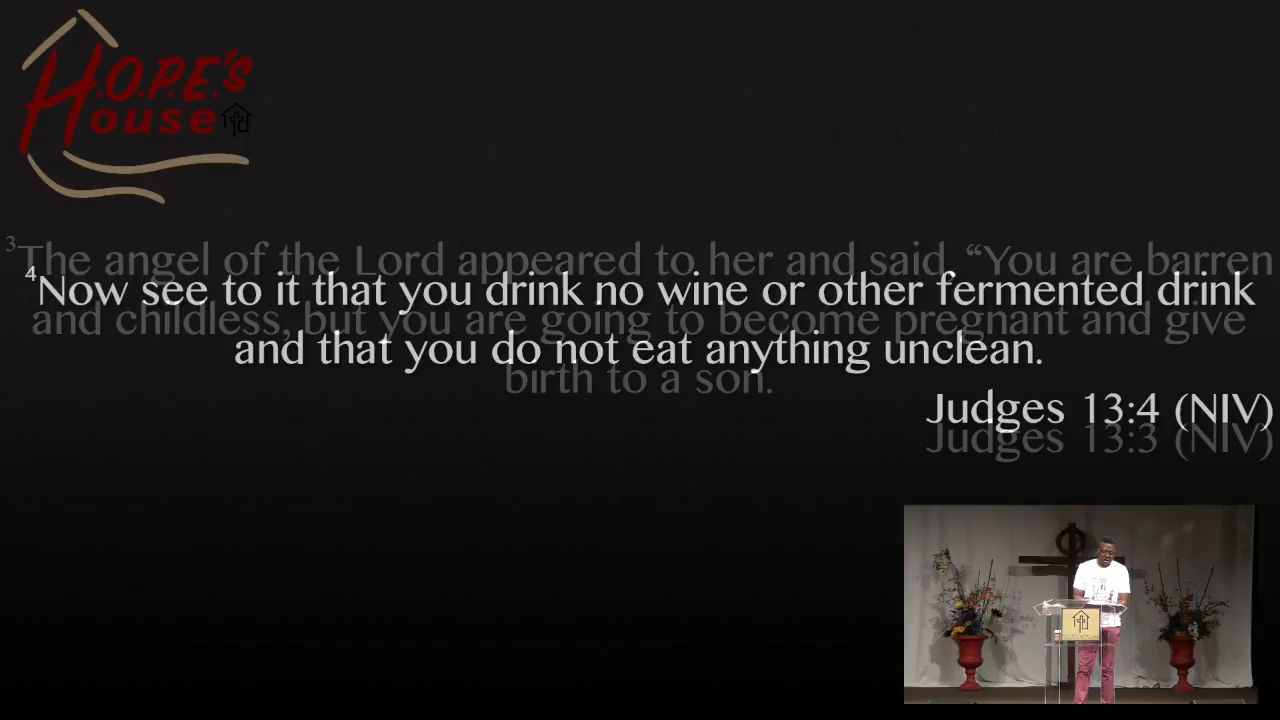 H.O.P.E.'s
House
3The angel of the Lord appeared to her and said, “You are barren
and childless, but you are going to become pregnant and give
birth to a son.
Judges 13:3 (NIV)
4Now see to it that you drink no wine or other fermented drink
and that you do not eat anything unclean.
Judges 13:4 (NIV)